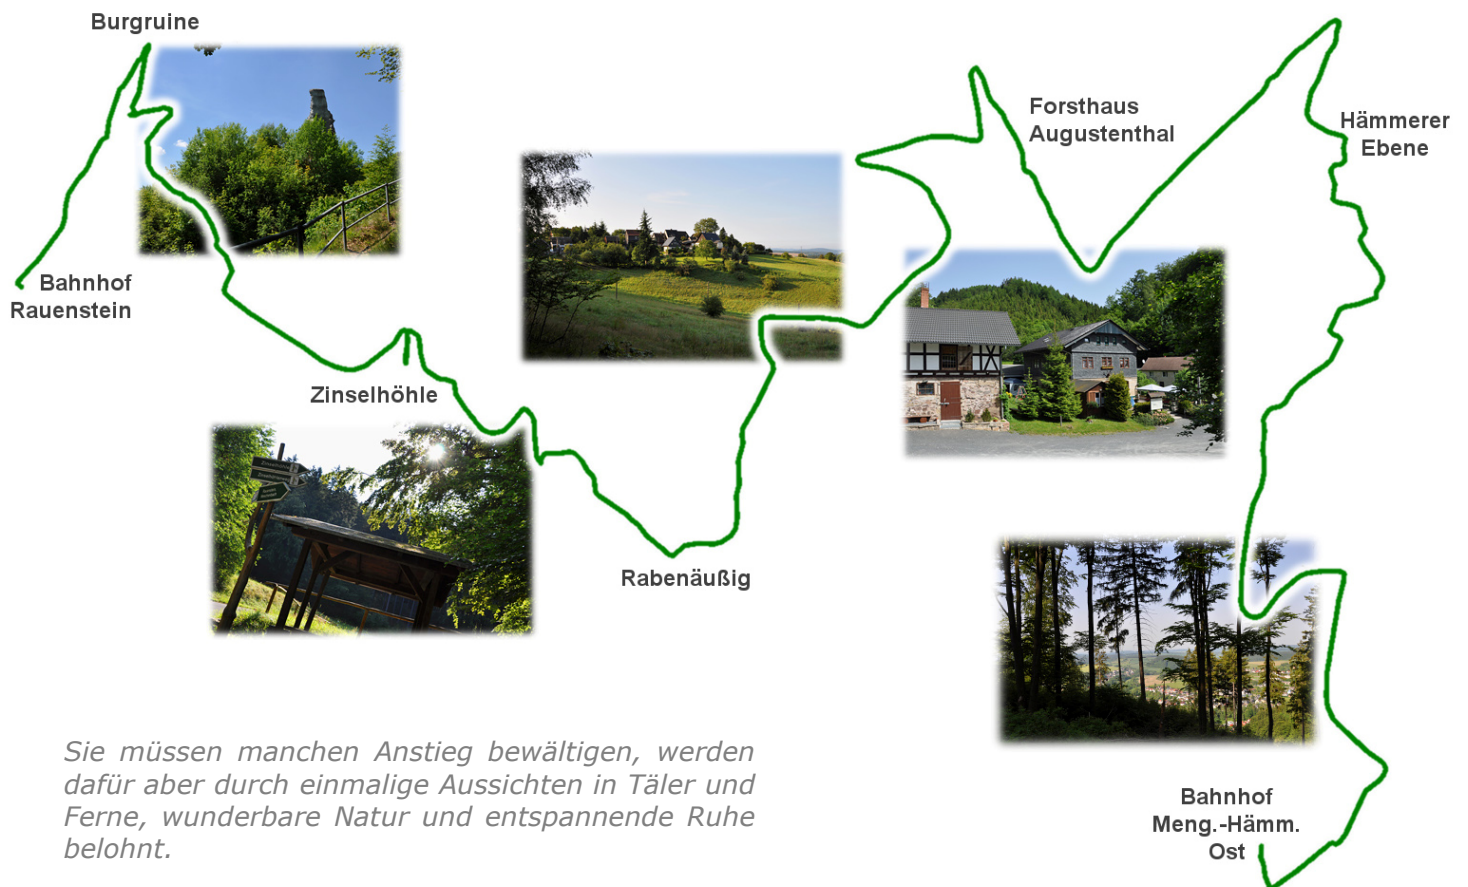 Burgruine
Forsthaus
Augustenthal
Hämmerer
Ebene
Bahnhof
Rauenstein
Zinselhöhle
Rabenäußig
Sie müssen manchen Anstieg bewältigen, werden
dafür aber durch einmalige Aussichten in Täler und
Ferne, wunderbare Natur und entspannende Ruhe
belohnt.
Bahnhof
Meng.-Hämm.
Ost